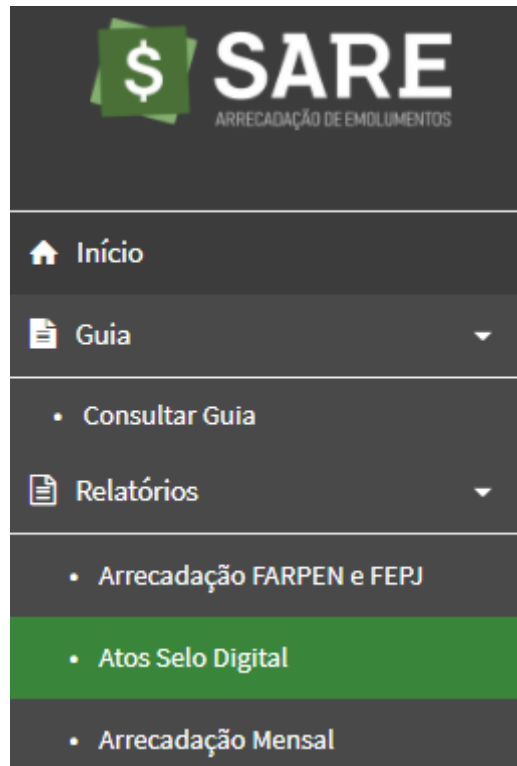 $ SARE
ARRECADAÇÃO DE EMOLUMENTOS
Início
Guia
• Consultar Guia
Relatórios
• Arrecadação FARPEN e FEPJ
• Atos Selo Digital
• Arrecadação Mensal